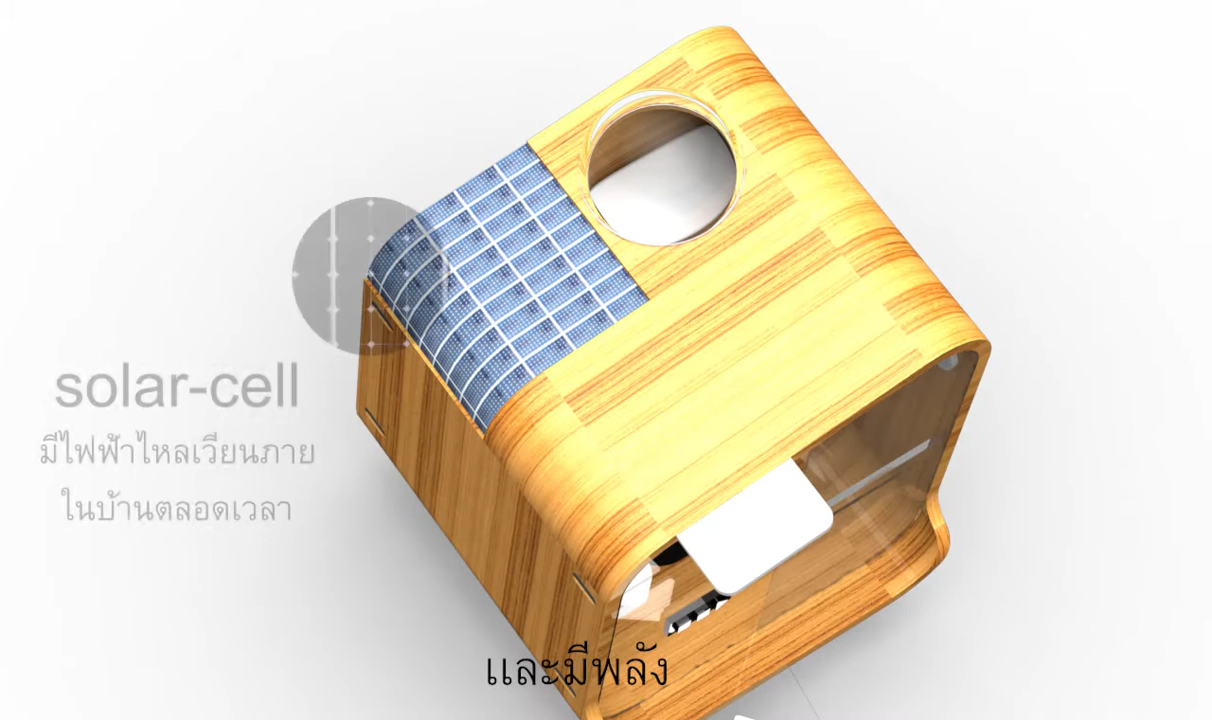 solar-cell
มีไฟฟ้าไหลเวียนภาย
ในบ้านตลอดเวลา
และมีพลัง